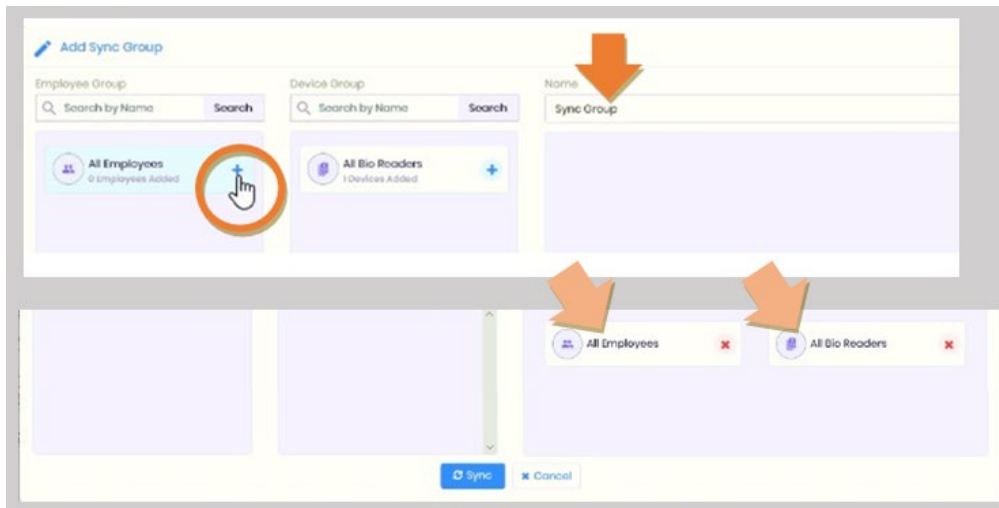 Add Sync Group
Employee Group
Device Group
Name
Search by Name
Search
Search by Name
Search
Sync Group
All Employees
0 Employees Added
All Bio Readers
1 Devices Added
All Employees
All Bio Readers
Sync
Cancel